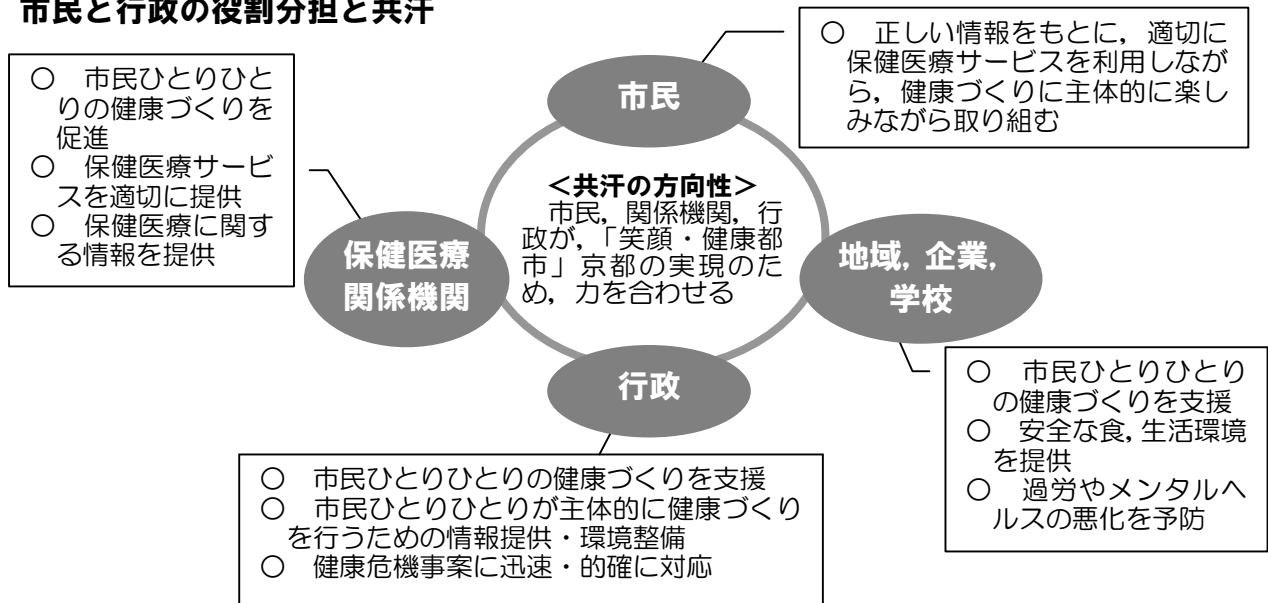 市民と行政の役割分担と共汗
○　正しい情報をもとに，適切に
保健医療サービスを利用しなが
ら，健康づくりに主体的に楽し
みながら取り組む
○　市民ひとりひと
りの健康づくりを
促進
○　保健医療サービ
スを適切に提供
○　保健医療に関す
る情報を提供
市民
＜共汗の方向性＞
市民，関係機関，行
政が，「笑顔・健康都
市」京都の実現のた
め，力を合わせる
保健医療
関係機関
地域，企業，
学校
行政
○　市民ひとりひとり
の健康づくりを支援
○　安全な食，生活環境
を提供
○　過労やメンタルヘ
ルスの悪化を予防
○　市民ひとりひとりの健康づくりを支援
○　市民ひとりひとりが主体的に健康づくり
を行うための情報提供・環境整備
○　健康危機事案に迅速・的確に対応